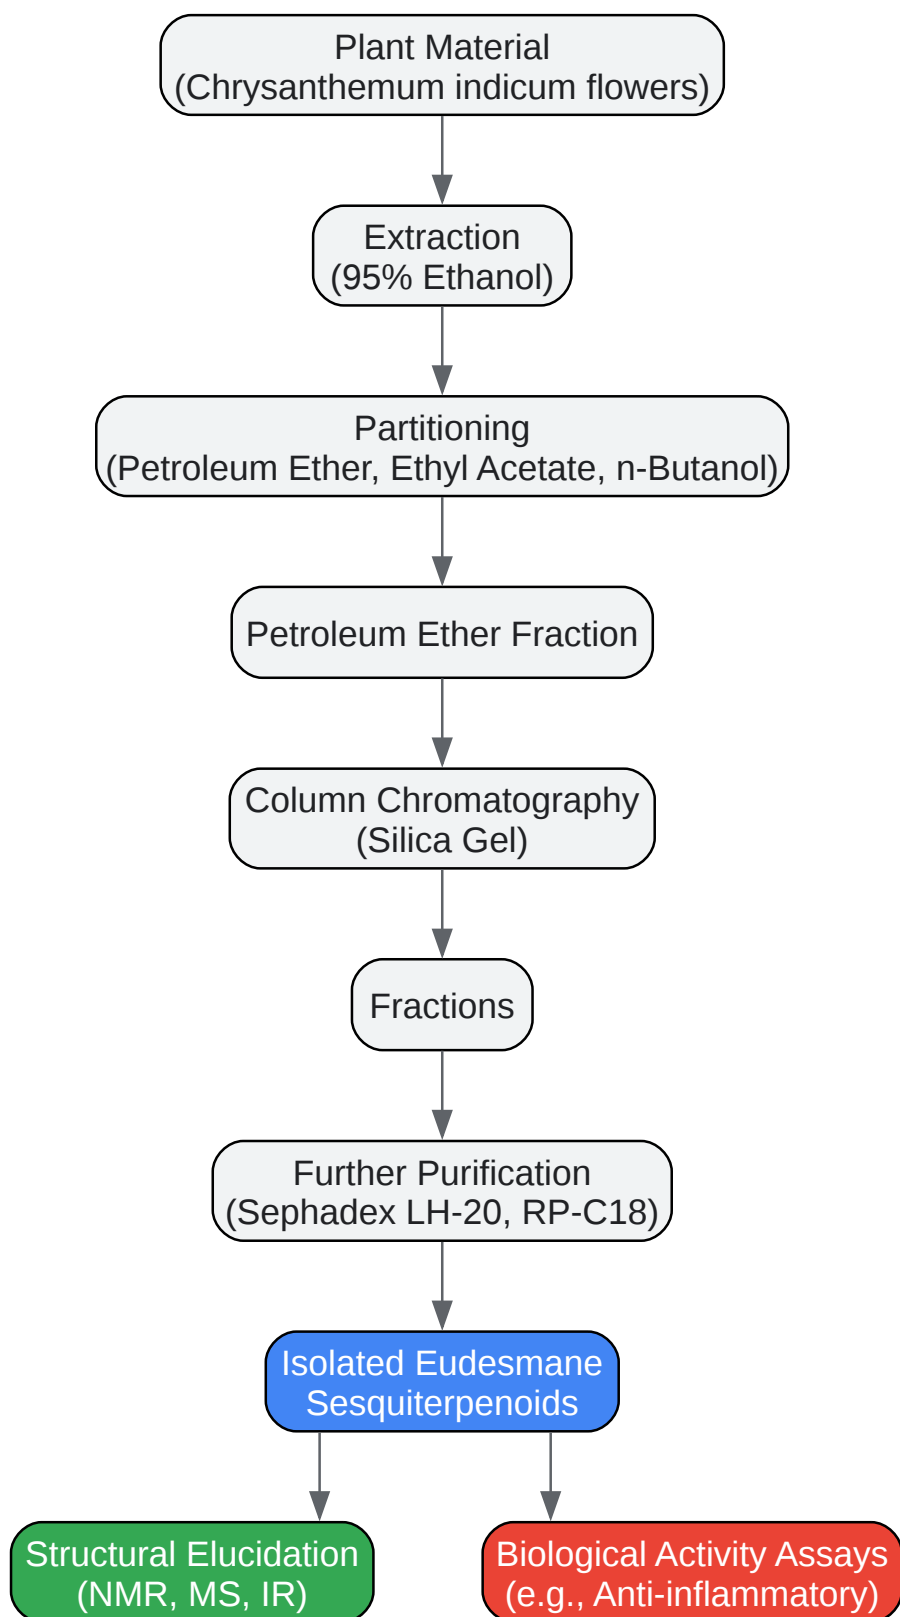 Plant Material
(Chrysanthemum indicum flowers)
Extraction
(95% Ethanol)
Partitioning
(Petroleum Ether, Ethyl Acetate, n-Butanol)
Petroleum Ether Fraction
Column Chromatography
(Silica Gel)
Fractions
Further Purification
(Sephadex LH-20, RP-C18)
Isolated Eudesmane
Sesquiterpenoids
Structural Elucidation
(NMR, MS, IR)
Biological Activity Assays
(e.g., Anti-inflammatory)